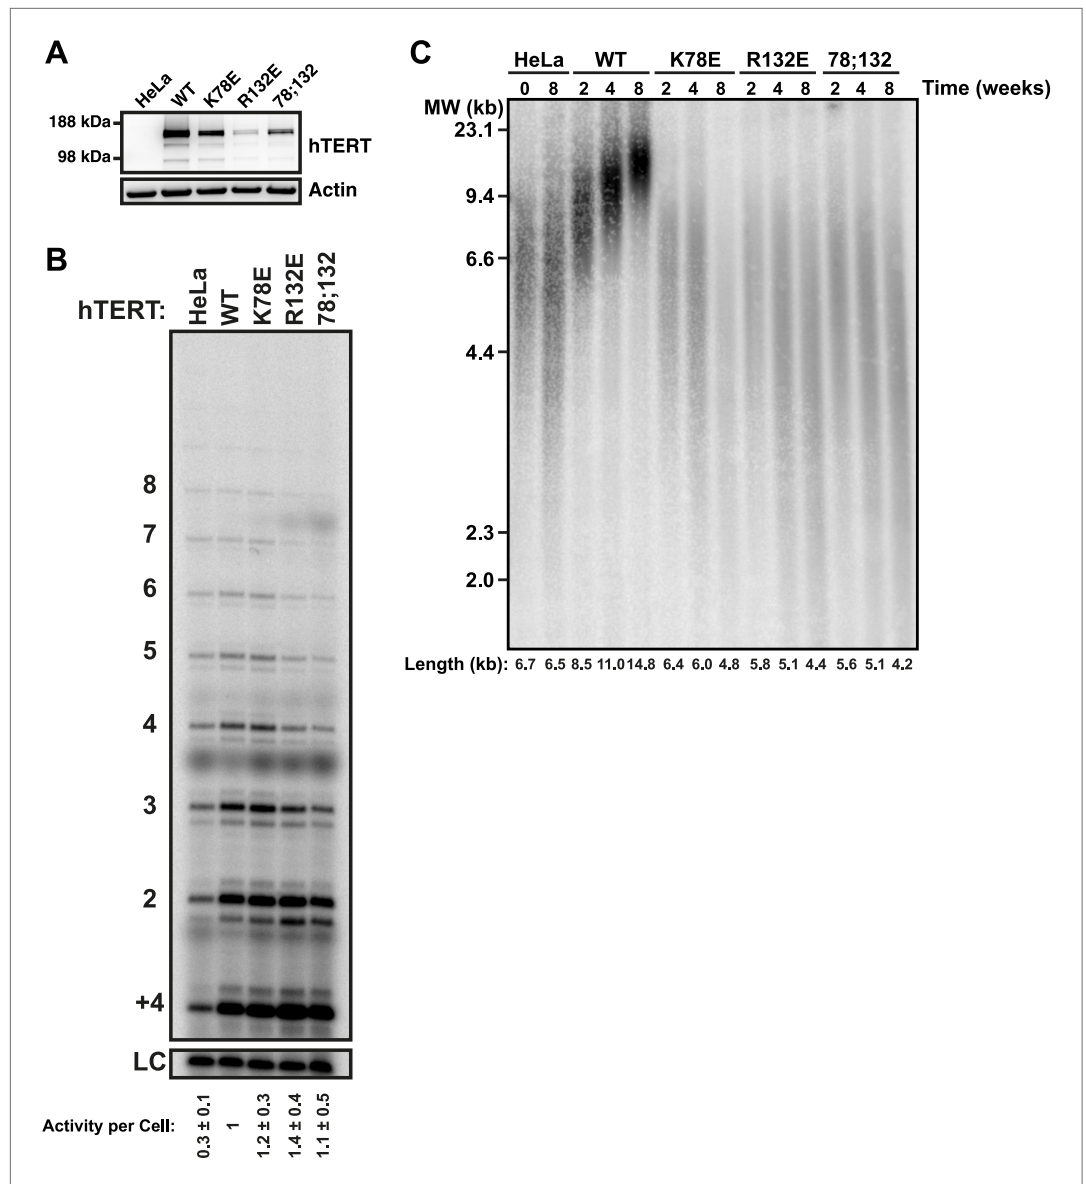 A
HeLa WT K78E R132E 78;132
188 kDa
98 kDa
hTERT
Actin
B
hTERT: HeLa WT K78E R132E 78;132
8
7
6
5
4
3
2
+4
LC
Activity per Cell: 0.3 ± 0.1 1 1.2 ± 0.3 1.4 ± 0.4 1.1 ± 0.5
C
HeLa WT K78E R132E 78;132
0 8 2 4 8 2 4 8 2 4 8 2 4 8 Time (weeks)
MW (kb)
23.1
9.4
6.6
4.4
2.3
2.0
Length (kb): 6.7 6.5 8.5 11.0 14.8 6.4 6.0 4.8 5.8 5.1 4.4 5.6 5.1 4.2